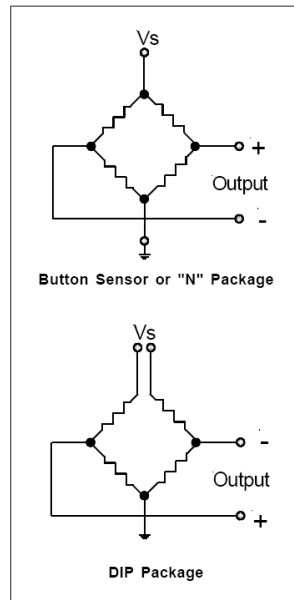 Vs
+
Output
-
Button Sensor or "N" Package
Vs
-
Output
+
DIP Package